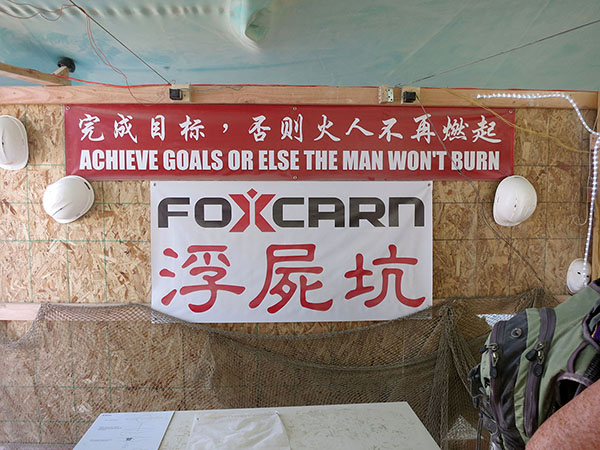 完成目标，否则火人不再燃起
ACHIEVE GOALS OR ELSE THE MAN WON'T BURN
FOXCARN
浮屍坑